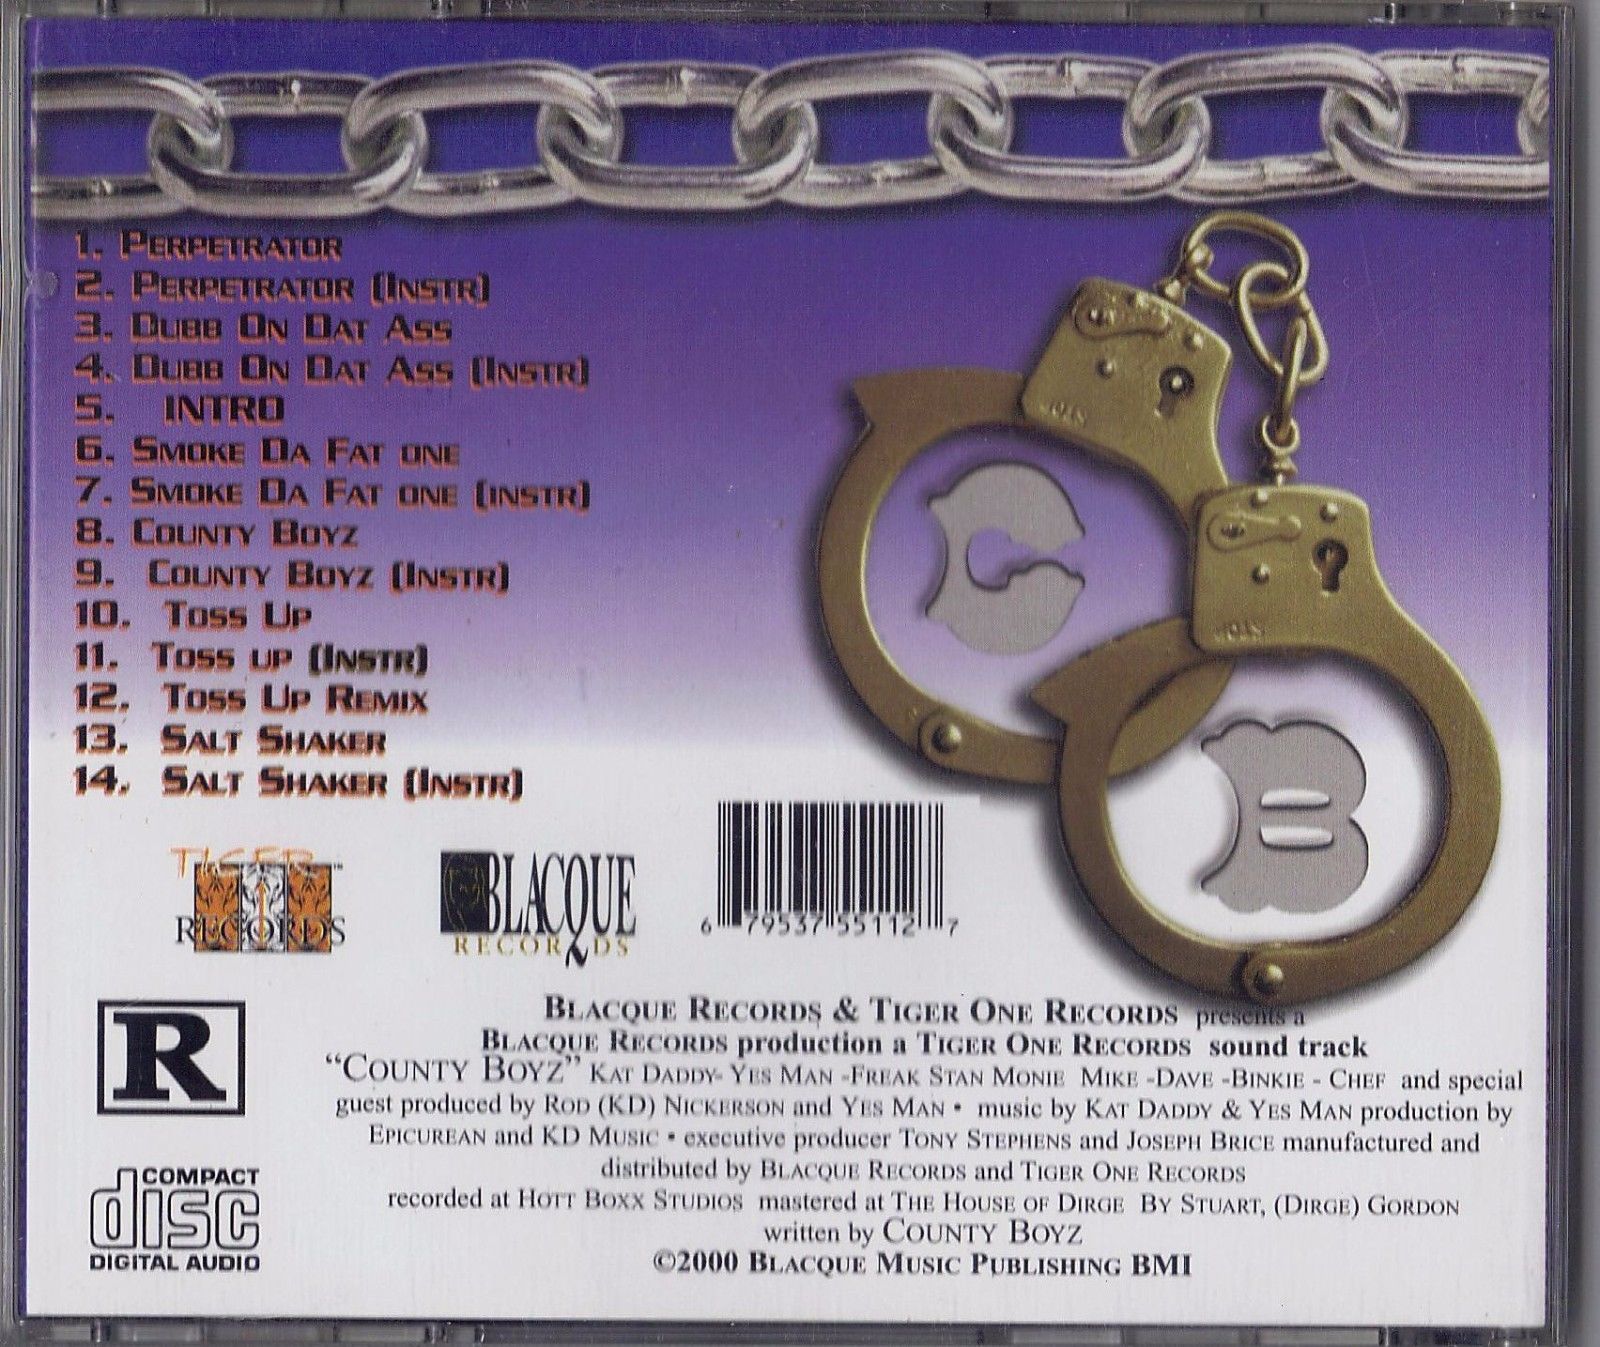 1. Perpetrator
2. Perpetrator (Instr)
3. Dubb On Dat Ass
4. Dubb On Dat Ass (Instr)
5. INTRO
6. Smoke Da Fat one
7. Smoke Da Fat one (instr)
8. County Boyz
9. County Boyz (Instr)
10. Toss Up
11. Toss up (Instr)
12. Toss Up Remix
13. Salt Shaker
14. Salt Shaker (Instr)
C
B
TIGER™
RECORDS
BLACQUE
RECORDS
6 79537 55112 7
R
COMPACT
disc
DIGITAL AUDIO
Blacque Records & Tiger One Records presents a
Blacque Records production a Tiger One Records sound track
“County Boyz” Kat Daddy- Yes Man -Freak Stan Monie Mike -Dave -Binkie - Chef and special
guest produced by Rod (KD) Nickerson and Yes Man • music by Kat Daddy & Yes Man production by
Epicurean and KD Music • executive producer Tony Stephens and Joseph Brice manufactured and
distributed by Blacque Records and Tiger One Records
recorded at Hott Boxx Studios mastered at The House of Dirge By Stuart, (Dirge) Gordon
written by County Boyz
©2000 Blacque Music Publishing BMI